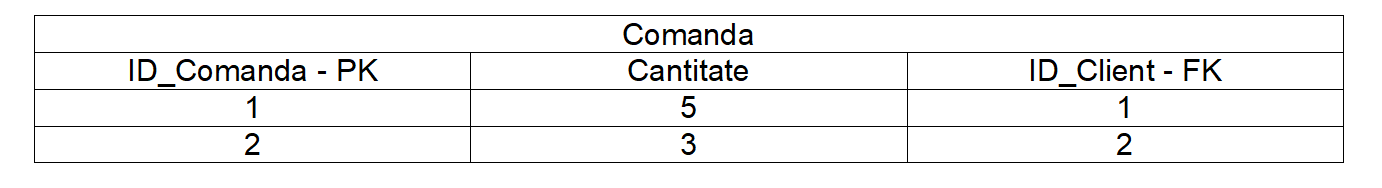 Comanda
ID_Comanda - PK Cantitate ID_Client - FK
1 5 1
2 3 2